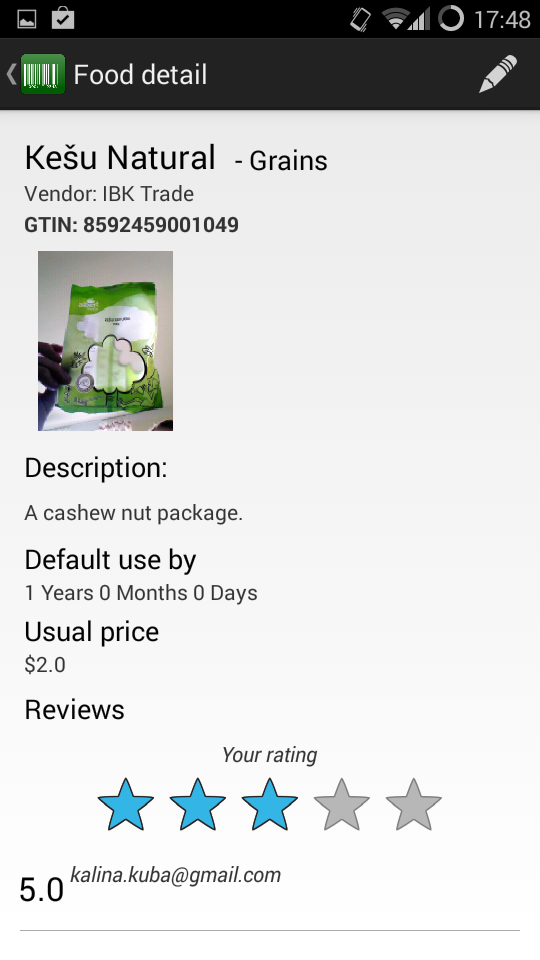 17:48
Food detail
Kešu Natural - Grains
Vendor: IBK Trade
GTIN: 8592459001049
Description:
A cashew nut package.
Default use by
1 Years 0 Months 0 Days
Usual price
$2.0
Reviews
Your rating
5.0 kalina.kuba@gmail.com